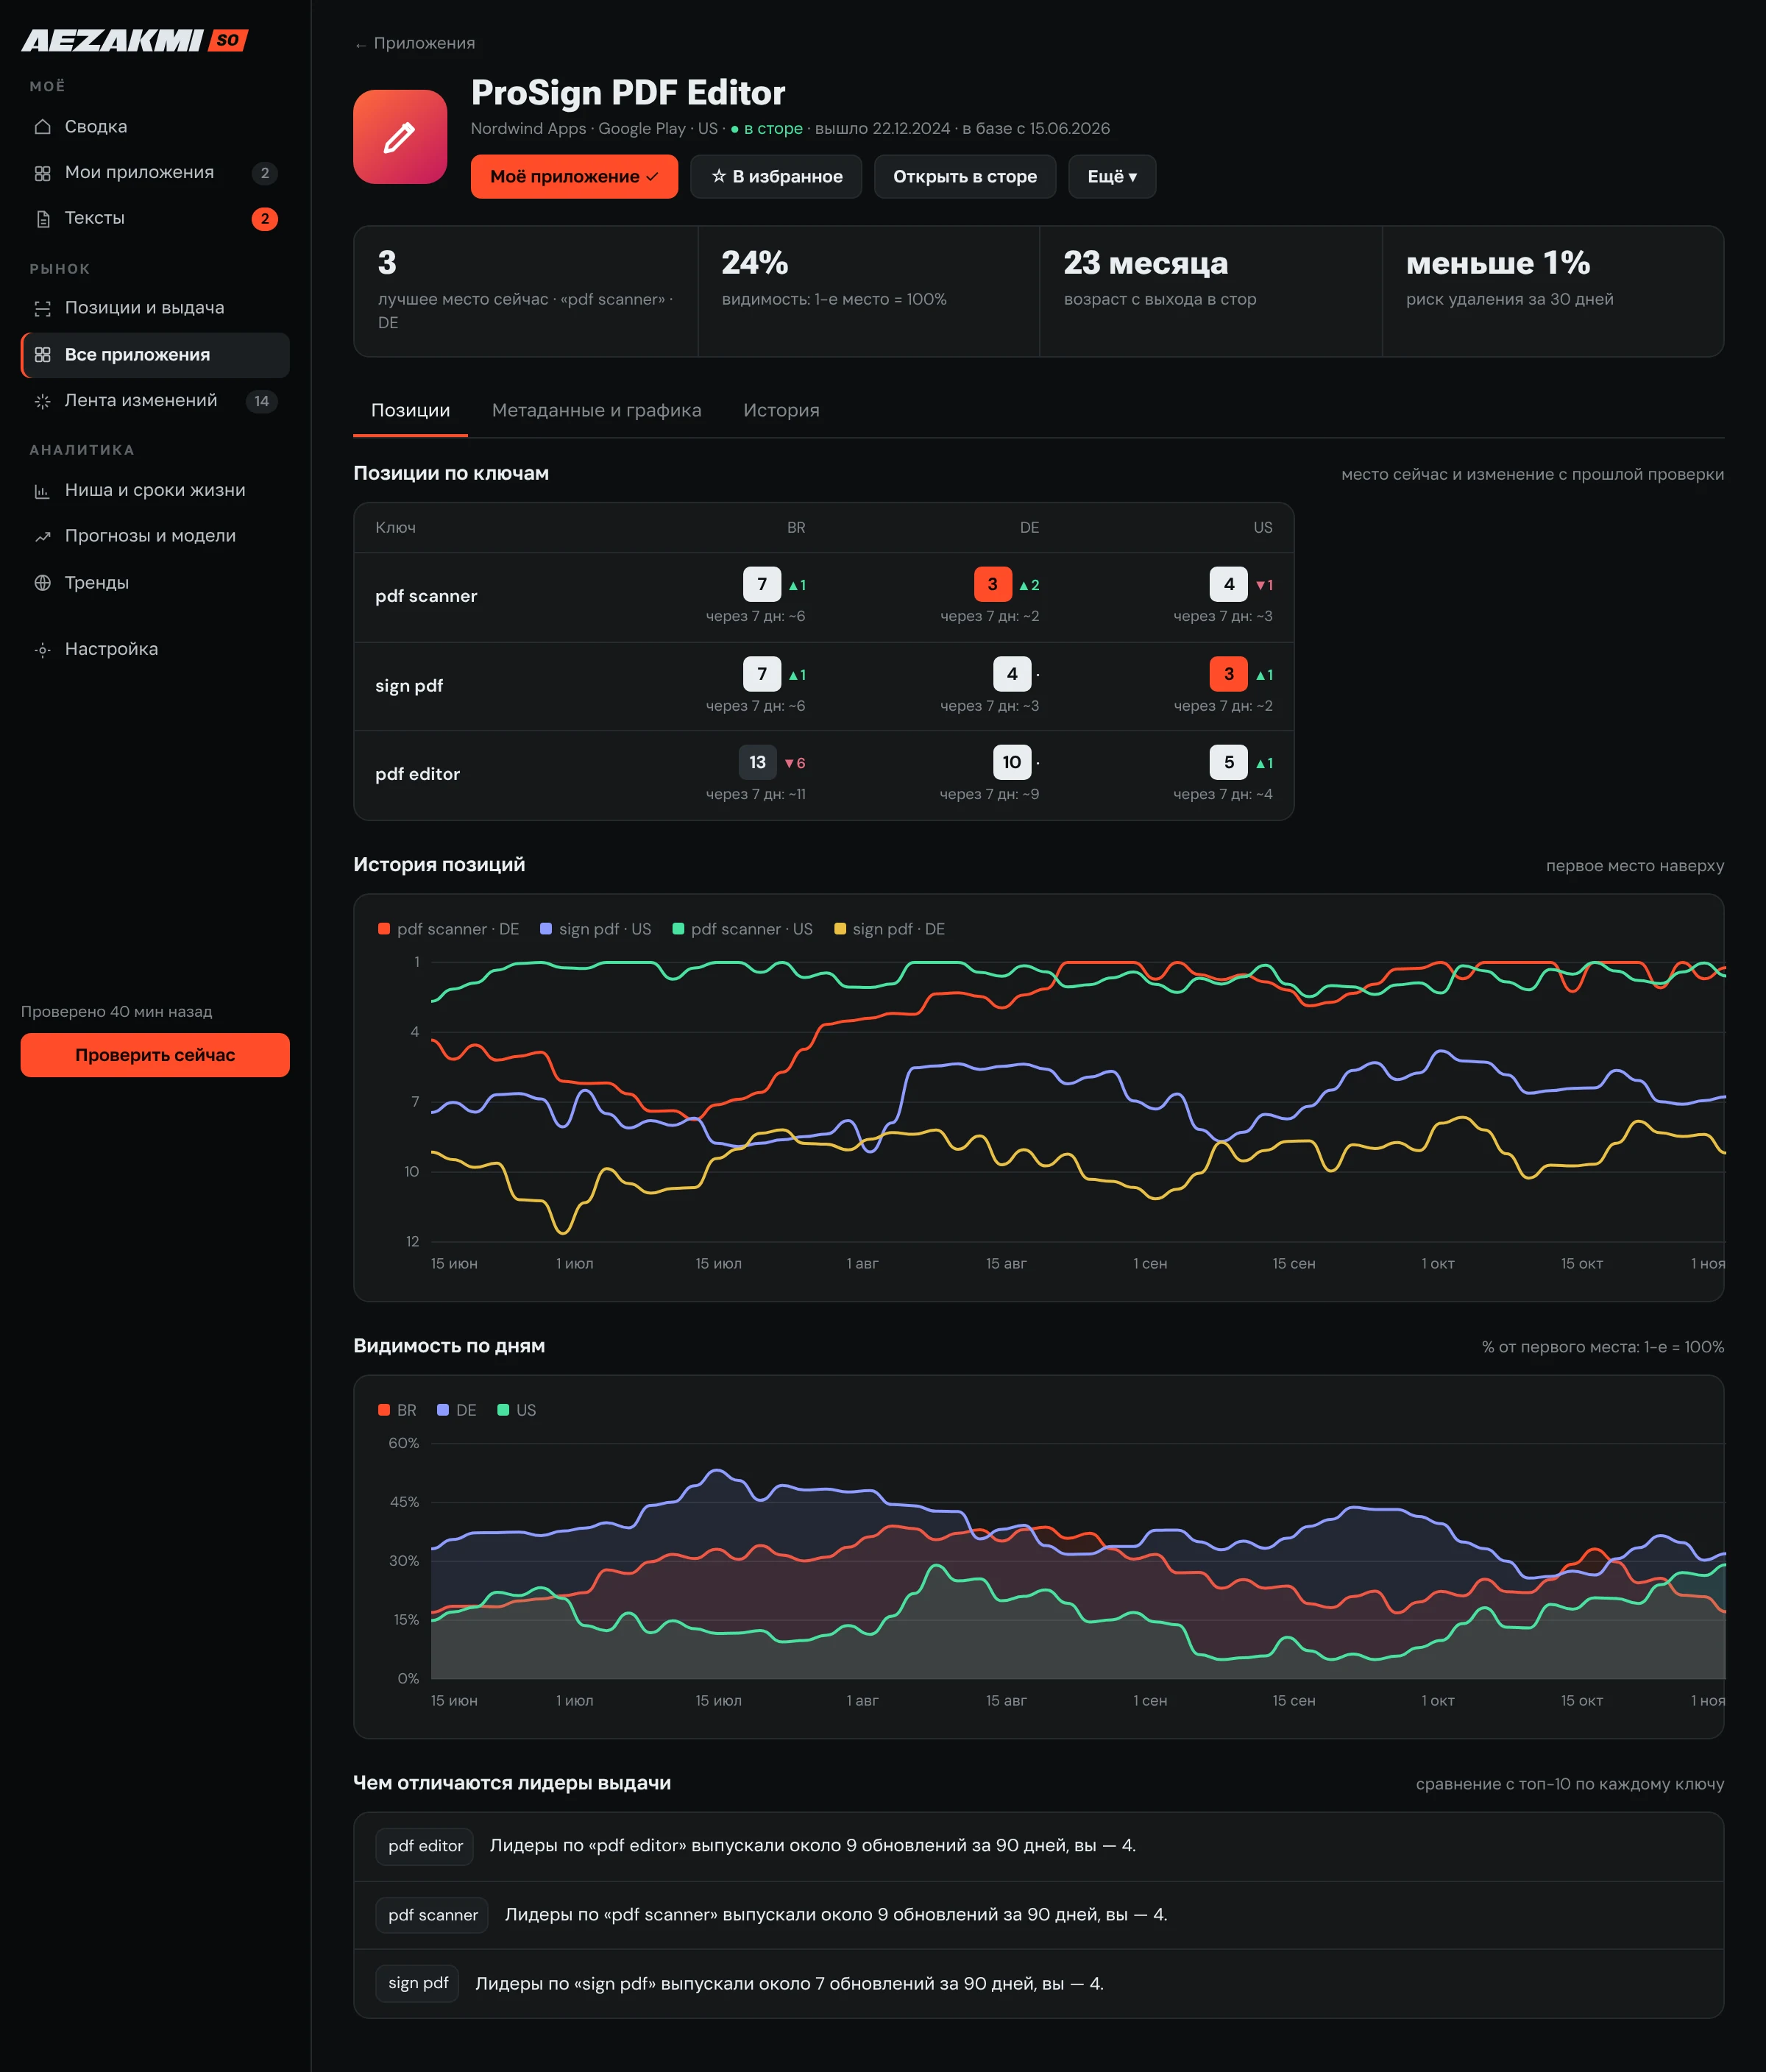 AEZAKMI SO
МОЁ
Сводка
Мои приложения 2
Тексты 2
РЫНОК
Позиции и выдача
Все приложения
Лента изменений 14
АНАЛИТИКА
Ниша и сроки жизни
Прогнозы и модели
Тренды
Настройка
Проверено 40 мин назад
Проверить сейчас
← Приложения
ProSign PDF Editor
Nordwind Apps · Google Play · US · ● в сторе · вышло 22.12.2024 · в базе с 15.06.2026
Моё приложение ✓
☆ В избранное
Открыть в сторе
Ещё ▾
3
лучшее место сейчас · «pdf scanner» ·
DE
24%
видимость: 1-е место = 100%
23 месяца
возраст с выхода в стор
меньше 1%
риск удаления за 30 дней
Позиции
Метаданные и графика
История
Позиции по ключам
место сейчас и изменение с прошлой проверки
Ключ BR DE US
pdf scanner
7 ▲1
через 7 дн: ~6
3 ▲2
через 7 дн: ~2
4 ▼1
через 7 дн: ~3
sign pdf
7 ▲1
через 7 дн: ~6
4 ·
через 7 дн: ~3
3 ▲1
через 7 дн: ~2
pdf editor
13 ▼6
через 7 дн: ~11
10 ·
через 7 дн: ~9
5 ▲1
через 7 дн: ~4
История позиций
первое место наверху
pdf scanner · DE
sign pdf · US
pdf scanner · US
sign pdf · DE
1
4
7
10
12
15 июн 1 июл 15 июл 1 авг 15 авг 1 сен 15 сен 1 окт 15 окт 1 ноя
Видимость по дням
% от первого места: 1-е = 100%
BR DE US
60%
45%
30%
15%
0%
15 июн 1 июл 15 июл 1 авг 15 авг 1 сен 15 сен 1 окт 15 окт 1 ноя
Чем отличаются лидеры выдачи
сравнение с топ-10 по каждому ключу
pdf editor Лидеры по «pdf editor» выпускали около 9 обновлений за 90 дней, вы — 4.
pdf scanner Лидеры по «pdf scanner» выпускали около 9 обновлений за 90 дней, вы — 4.
sign pdf Лидеры по «sign pdf» выпускали около 7 обновлений за 90 дней, вы — 4.